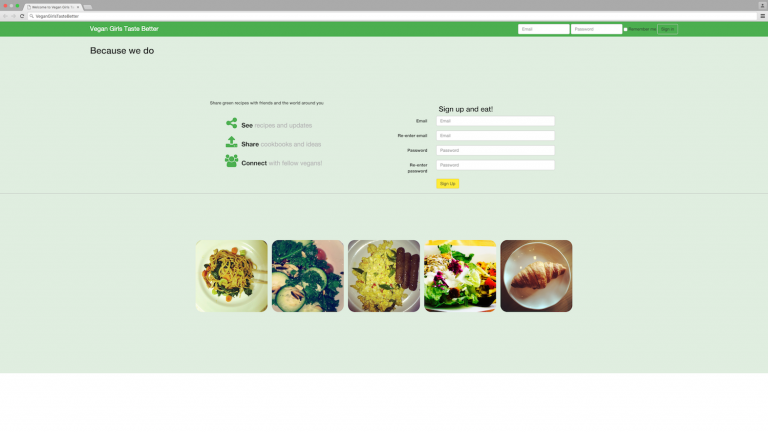 Welcome to Vegan Girls T
VeganGirlsTasteBetter
Vegan Girls Taste Better
Email
Password
Remember me
Sign in
Because we do
Share green recipes with friends and the world around you
See recipes and updates
Share cookbooks and ideas
Connect with fellow vegans!
Sign up and eat!
Email
Email
Re-enter email
Email
Password
Password
Re-enter
password
Password
Sign Up